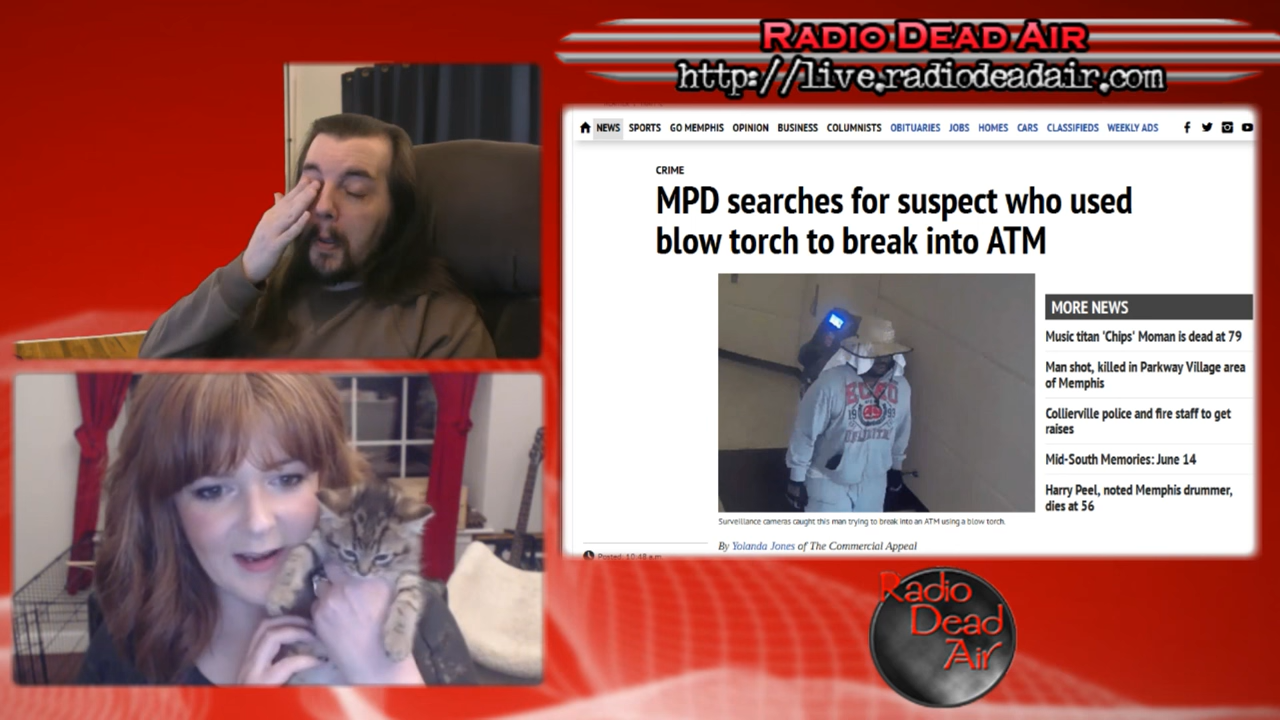 RADIO DEAD AIR
http://live.radiodeadair.com
NEWS SPORTS GO MEMPHIS OPINION BUSINESS COLUMNISTS OBITUARIES JOBS HOMES CARS CLASSIFIEDS WEEKLY ADS
CRIME
MPD searches for suspect who used
blow torch to break into ATM
ECKO
1993
Surveillance cameras caught this man trying to break into an ATM using a blow torch.
By Yolanda Jones of The Commercial Appeal
Posted: 10:48 a.m.
MORE NEWS
Music titan 'Chips' Moman is dead at 79
Man shot, killed in Parkway Village area
of Memphis
Collierville police and fire staff to get
raises
Mid-South Memories: June 14
Harry Peel, noted Memphis drummer,
dies at 56
Radio
Dead
Air